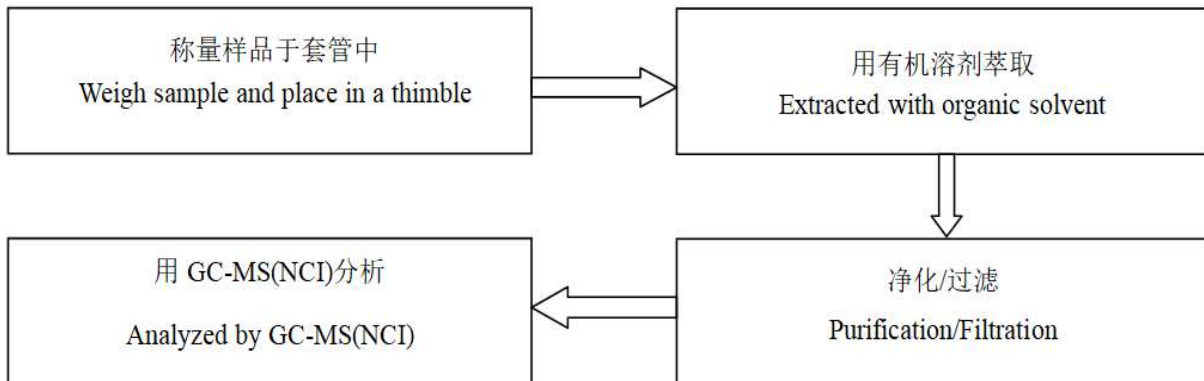 称量样品于套管中
Weigh sample and place in a thimble
用有机溶剂萃取
Extracted with organic solvent
净化/过滤
Purification/Filtration
用 GC-MS(NCI)分析
Analyzed by GC-MS(NCI)